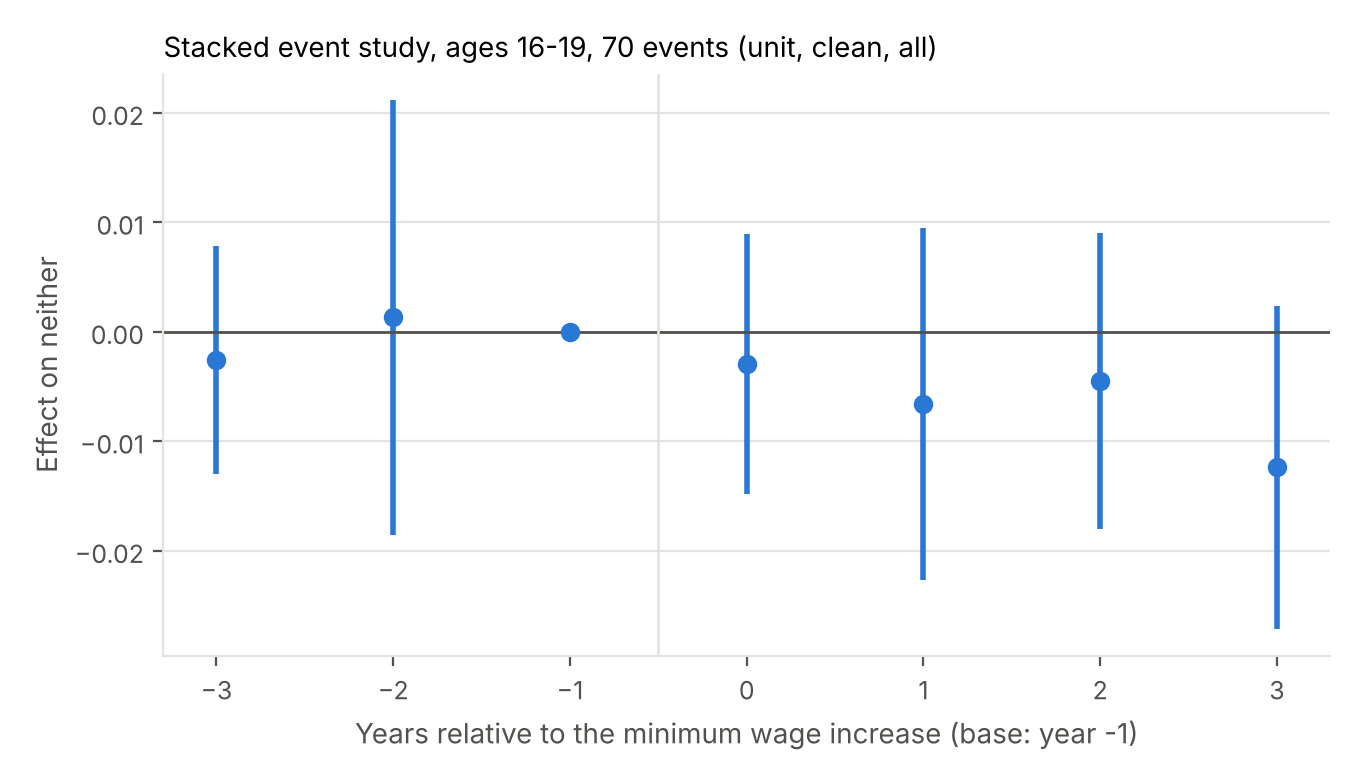 Stacked event study, ages 16-19, 70 events (unit, clean, all)
Effect on neither
0.02
0.01
0.00
−0.01
−0.02
−3 −2 −1 0 1 2 3
Years relative to the minimum wage increase (base: year -1)